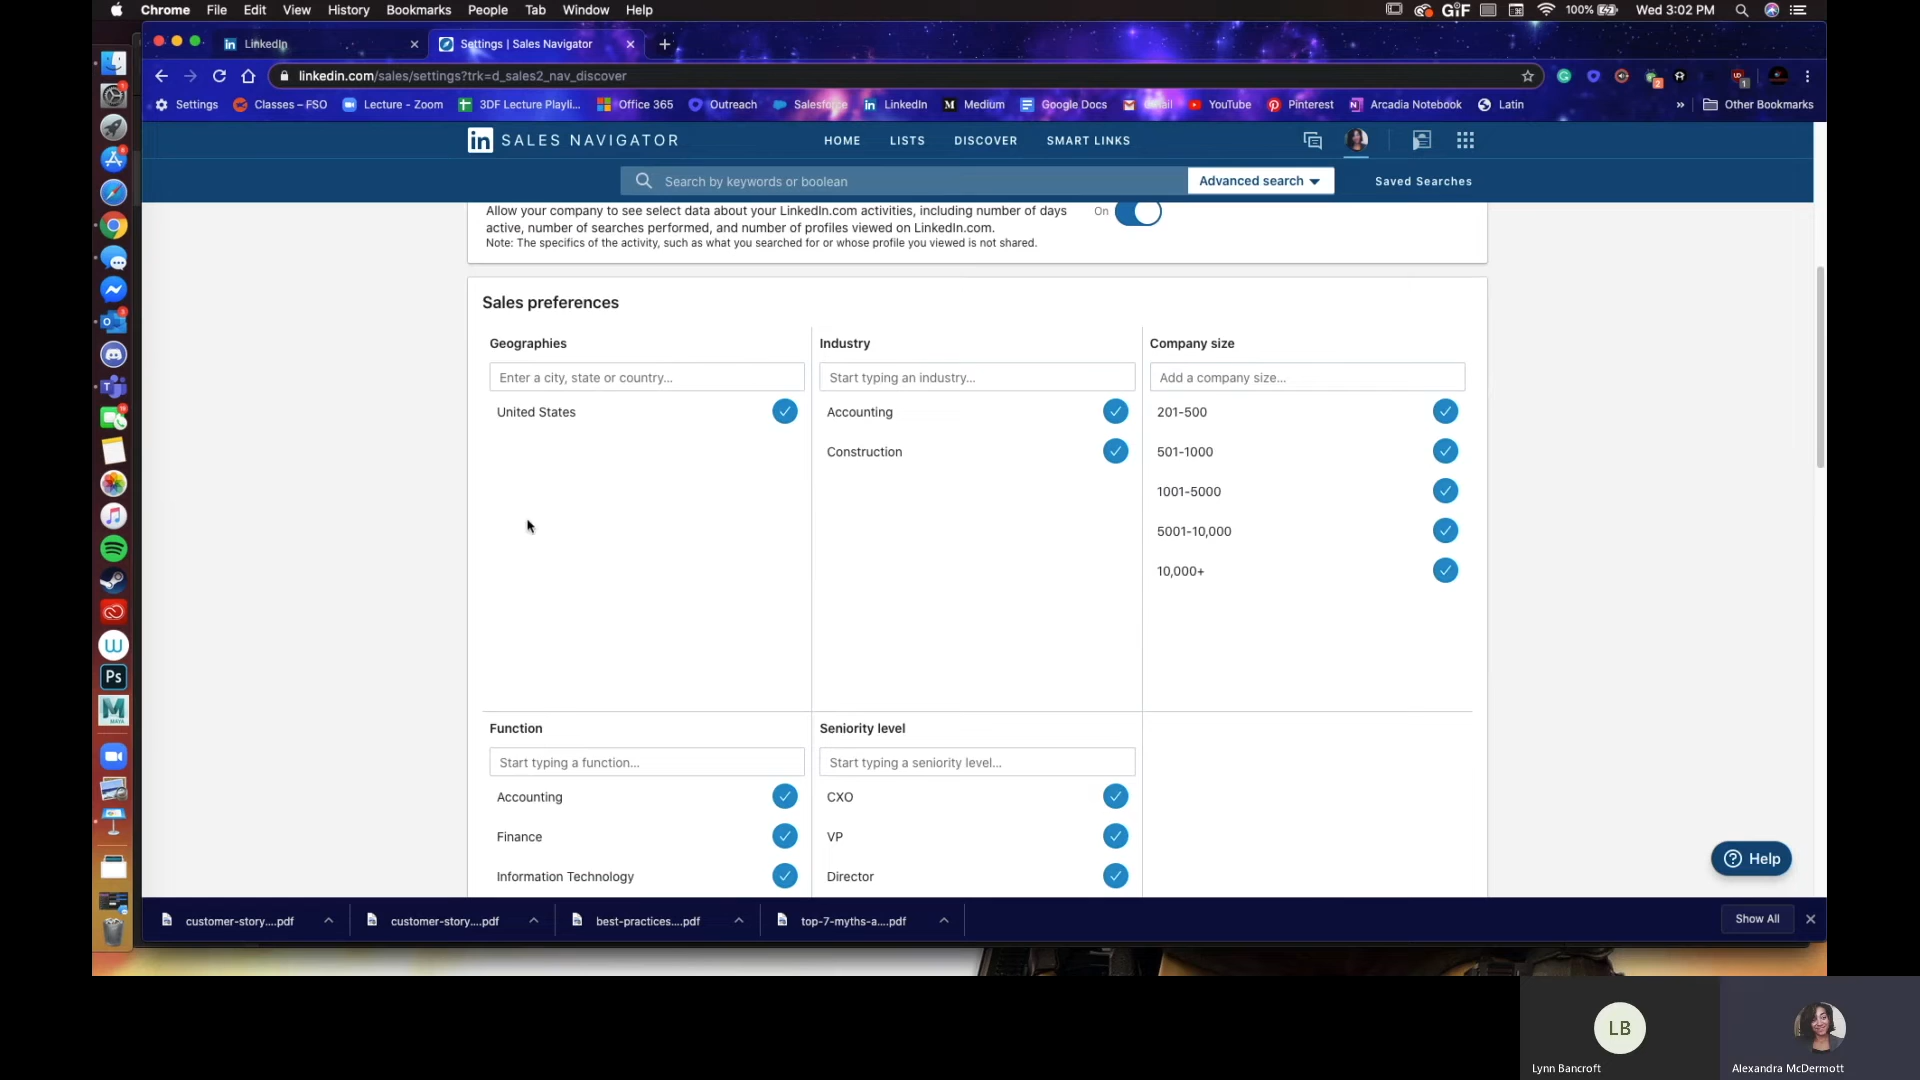 Chrome File Edit View History Bookmarks People Tab Window Help GIF 100% Wed 3:02 PM
LinkedIn Settings | Sales Navigator
linkedin.com/sales/settings?trk=d_sales2_nav_discover
Settings Classes – FSO Lecture - Zoom 3DF Lecture Playli... Office 365 Outreach Salesforce LinkedIn Medium Google Docs Gmail YouTube Pinterest Arcadia Notebook Latin » Other Bookmarks
in SALES NAVIGATOR HOME LISTS DISCOVER SMART LINKS
Search by keywords or boolean Advanced search Saved Searches
Allow your company to see select data about your LinkedIn.com activities, including number of days On
active, number of searches performed, and number of profiles viewed on LinkedIn.com.
Note: The specifics of the activity, such as what you searched for or whose profile you viewed is not shared.
Sales preferences
Geographies Industry Company size
Enter a city, state or country... Start typing an industry... Add a company size...
United States Accounting 201-500
Construction 501-1000
1001-5000
5001-10,000
10,000+
Function Seniority level
Start typing a function... Start typing a seniority level...
Accounting CXO
Finance VP
Information Technology Director
Help
customer-story....pdf customer-story....pdf best-practices....pdf top-7-myths-a....pdf Show All
LB
Lynn Bancroft Alexandra McDermott